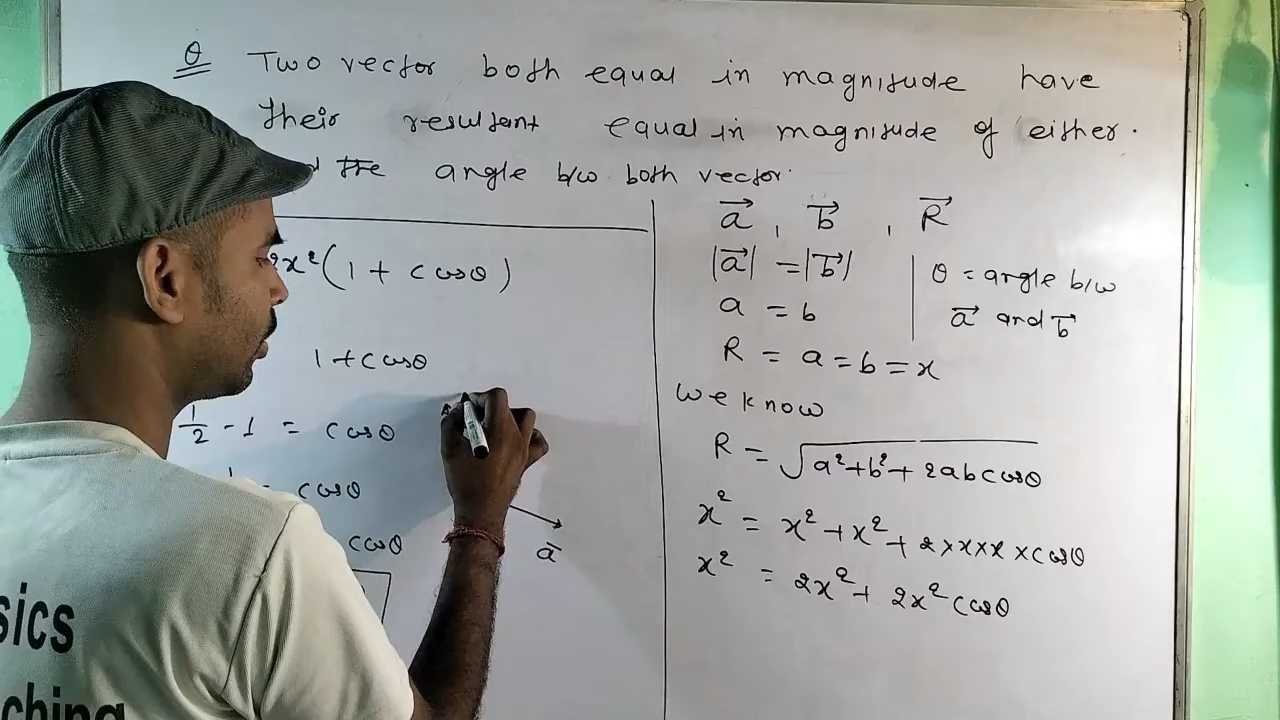 Q Two vector both equal in magnitude have
their resultant equal in magnitude of either.
the angle b/w both vector.
2x²(1 + cosθ)
1 + cosθ
1/2 - 1 = cosθ
= cosθ
cosθ
a⃗
a⃗ , b⃗ , R⃗
|a⃗| = |b⃗|
a = b
θ = angle b/w
a⃗ and b⃗
R = a = b = x
we know
R = √a²+b²+2abcosθ
x² = x²+x²+2×x×x×cosθ
x² = 2x²+2x²cosθ
sics
ching